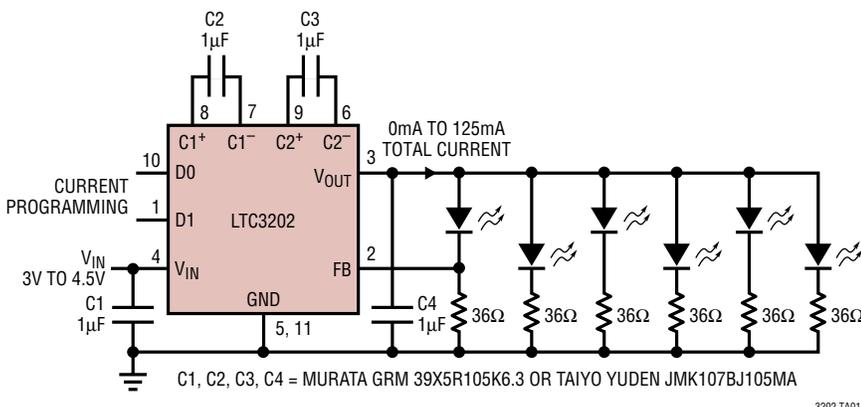 C2
1µF
C3
1µF
8
7
9
6
C1+
C1–
C2+
C2–
0mA TO 125mA
TOTAL CURRENT
10
D0
3
VOUT
CURRENT
PROGRAMMING
1
D1
LTC3202
VIN
3V TO 4.5V
4
VIN
2
FB
C1
1µF
GND
5, 11
C4
1µF
36Ω
36Ω
36Ω
36Ω
36Ω
36Ω
C1, C2, C3, C4 = MURATA GRM 39X5R105K6.3 OR TAIYO YUDEN JMK107BJ105MA
3202 TA01